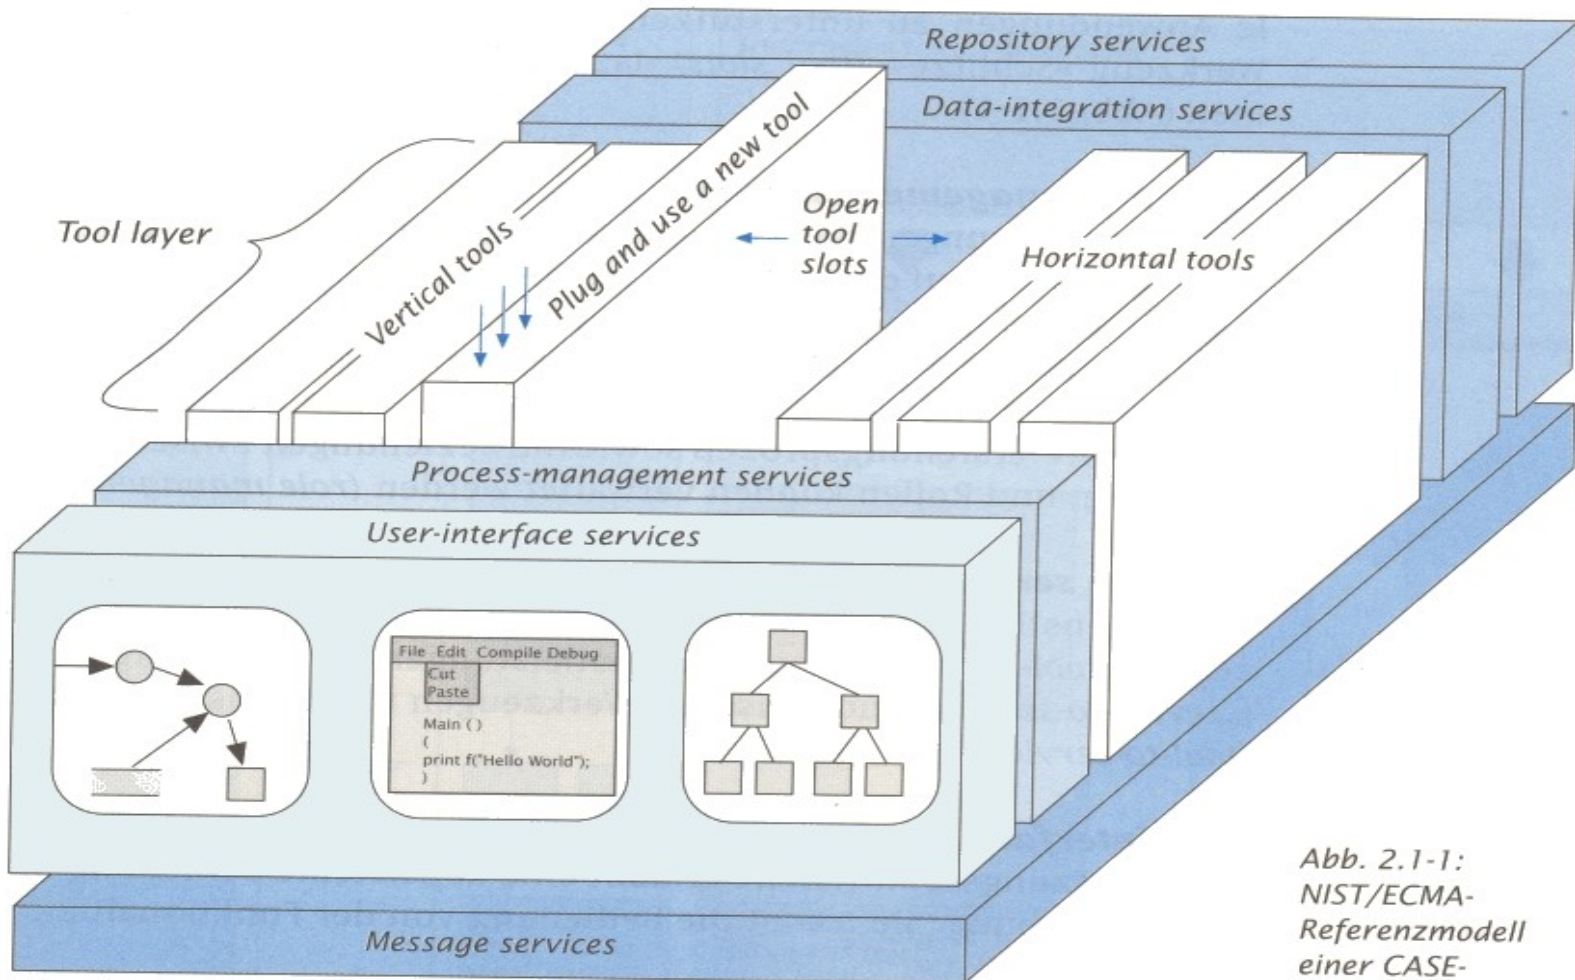 Repository services
Data-integration services
Tool layer
Vertical tools
Plug and use a new tool
Open
tool
slots
Horizontal tools
Process-management services
User-interface services
File Edit Compile Debug
Cut
Paste
Main ( )
(
print f("Hello World");
)
Message services
Abb. 2.1-1:
NIST/ECMA-
Referenzmodell
einer CASE-